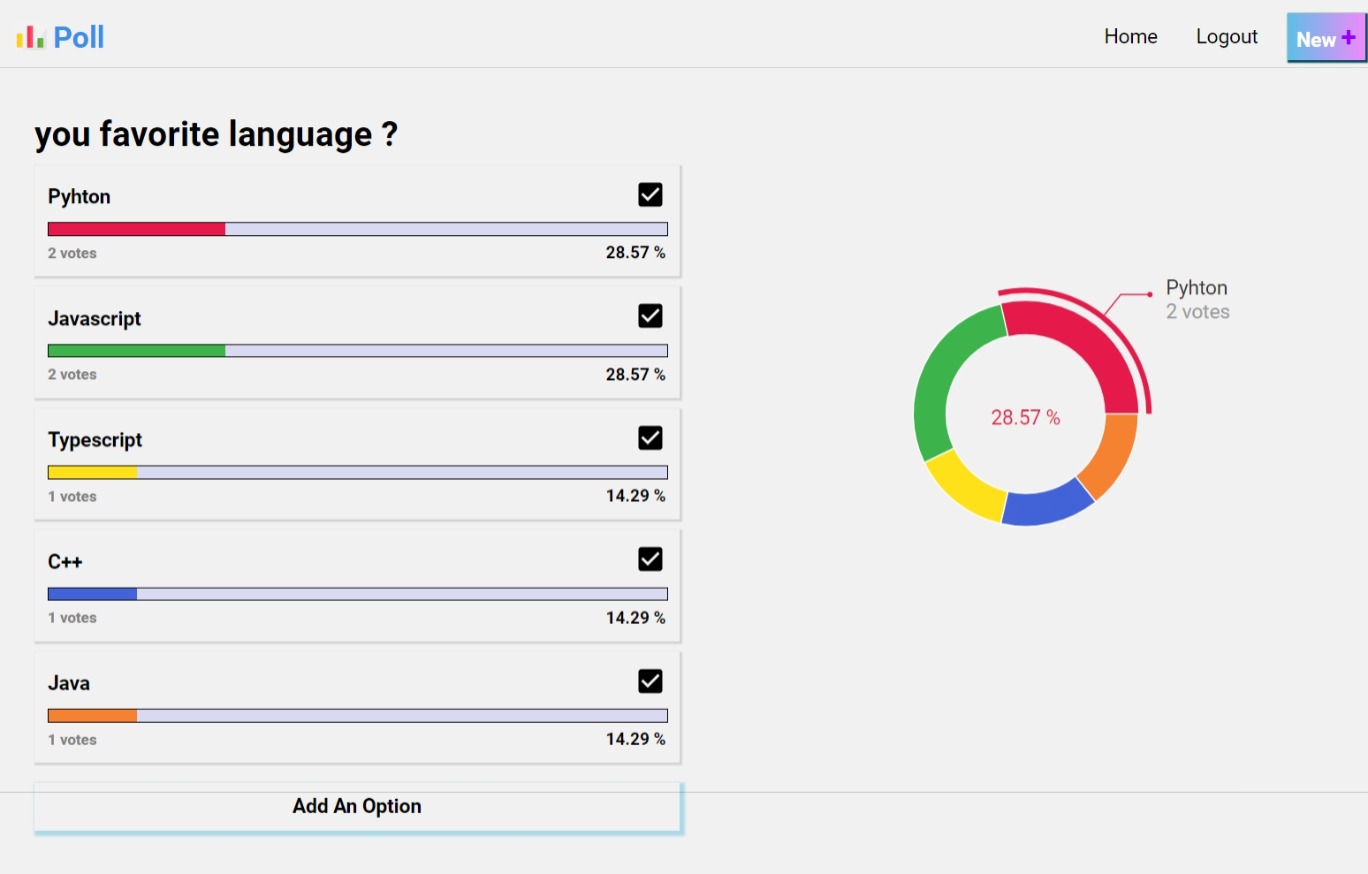 Poll
Home
Logout
New +
you favorite language ?
Pyhton
2 votes
28.57 %
Javascript
2 votes
28.57 %
Typescript
1 votes
14.29 %
C++
1 votes
14.29 %
Java
1 votes
14.29 %
Add An Option
Pyhton
2 votes
28.57 %